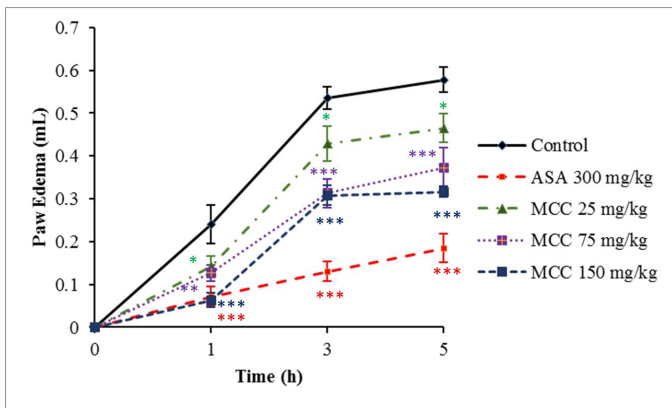 0.7
0.6
*
0.5
*
Control
0.4
***
***
ASA 300 mg/kg
Paw Edema (mL)
0.3
MCC 25 mg/kg
*
***
***
MCC 75 mg/kg
0.2
**
MCC 150 mg/kg
***
0.1
***
***
***
0
0 1 3 5
Time (h)